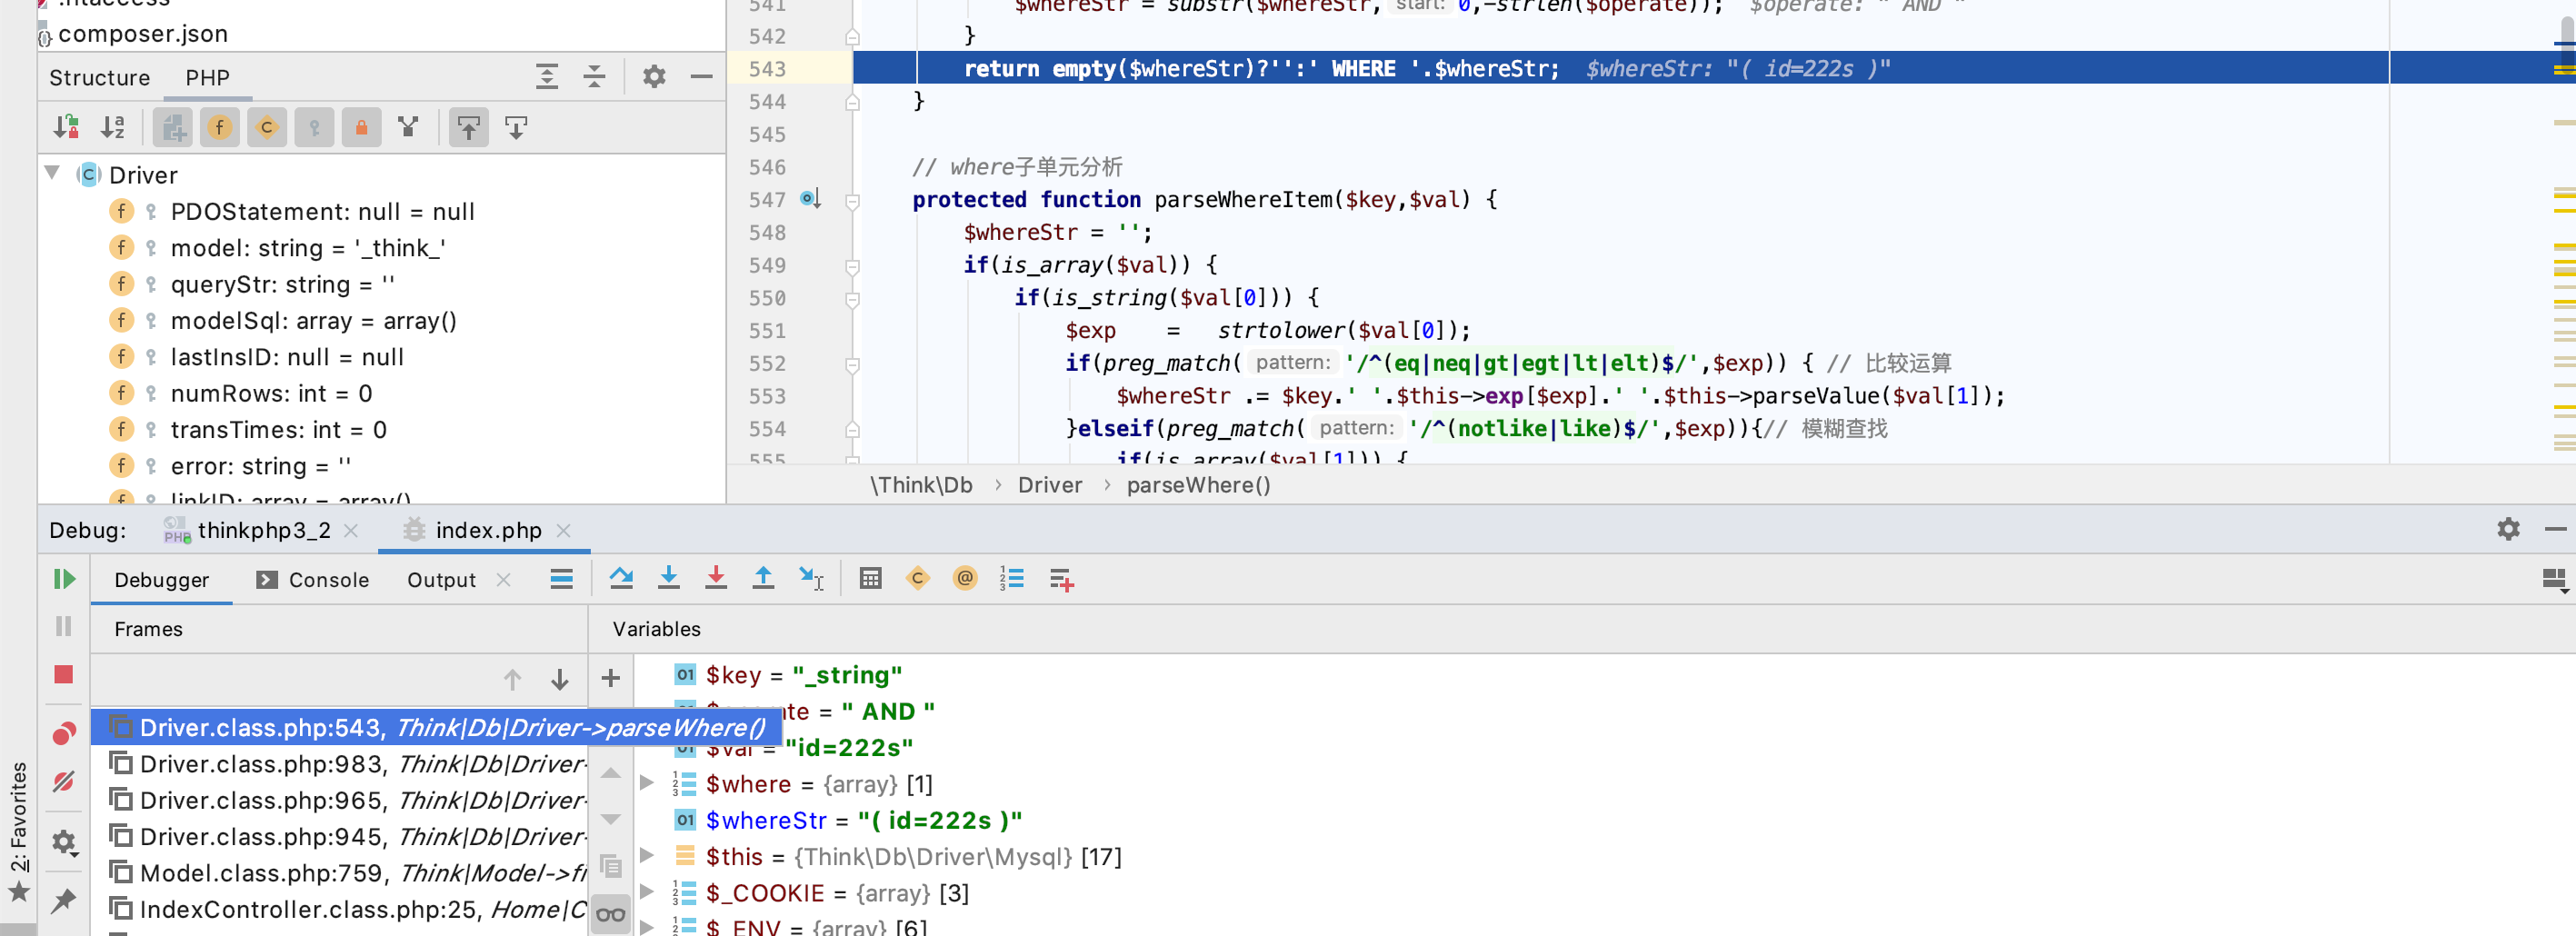 .htaccess
composer.json
Structure PHP
Driver
PDOStatement: null = null
model: string = '_think_'
queryStr: string = ''
modelSql: array = array()
lastInsID: null = null
numRows: int = 0
transTimes: int = 0
error: string = ''
linkID: array = array()
541 $whereStr = substr($whereStr, start: 0,-strlen($operate)); $operate: " AND "
542 }
543 return empty($whereStr)?'':' WHERE '.$whereStr; $whereStr: "( id=222s )"
544 }
545
546 // where子单元分析
547 protected function parseWhereItem($key,$val) {
548 $whereStr = '';
549 if(is_array($val)) {
550 if(is_string($val[0])) {
551 $exp = strtolower($val[0]);
552 if(preg_match( pattern: '/^(eq|neq|gt|egt|lt|elt)$/',$exp)) { // 比较运算
553 $whereStr .= $key.' '.$this->exp[$exp].' '.$this->parseValue($val[1]);
554 }elseif(preg_match( pattern: '/^(notlike|like)$/',$exp)){// 模糊查找
555 if(is_array($val[1])) {
\Think\Db › Driver › parseWhere()
Debug: thinkphp3_2 index.php
Debugger Console Output
Frames
Variables
Driver.class.php:543, Think|Db|Driver->parseWhere()
Driver.class.php:983, Think|Db|Driver-
Driver.class.php:965, Think|Db|Driver-
Driver.class.php:945, Think|Db|Driver-
Model.class.php:759, Think|Model->fi
IndexController.class.php:25, Home|C
$key = "_string"
te = " AND "
$val = "id=222s"
$where = {array} [1]
$whereStr = "( id=222s )"
$this = {Think\Db\Driver\Mysql} [17]
$_COOKIE = {array} [3]
$_ENV = {array} [6]
2: Favorites